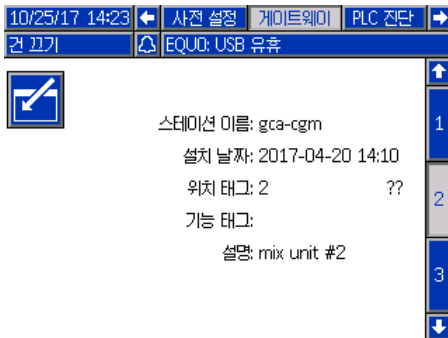 10/25/17 14:23 사전 설정 게이트웨이 PLC 진단
건 끄기 EQU0: USB 유휴
스테이션 이름: gca-cgm
설치 날짜: 2017-04-20 14:10
위치 태그: 2 ??
기능 태그:
설명: mix unit #2
1
2
3